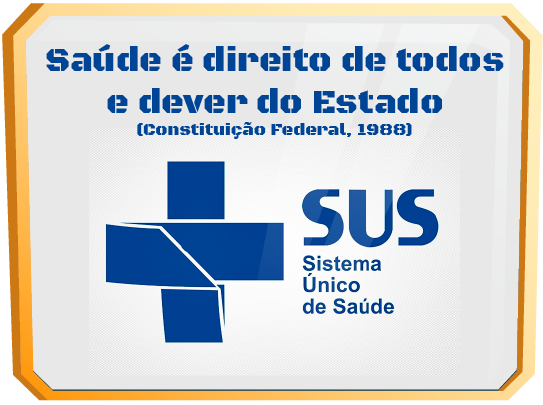 Saúde é direito de todos
e dever do Estado
(Constituição Federal, 1988)
SUS
Sistema
Único
de Saúde